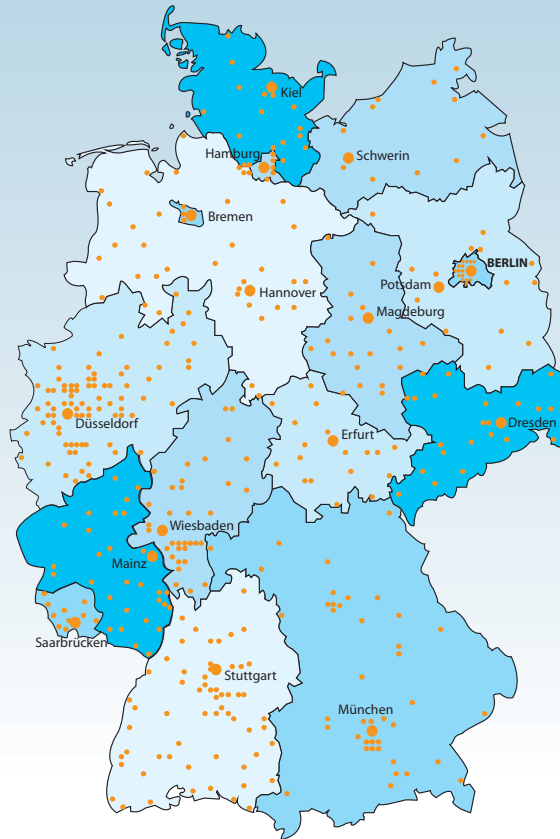 Kiel
Hamburg
Schwerin
Bremen
BERLIN
Potsdam
Hannover
Magdeburg
Düsseldorf
Dresden
Erfurt
Wiesbaden
Mainz
Saarbrücken
Stuttgart
München